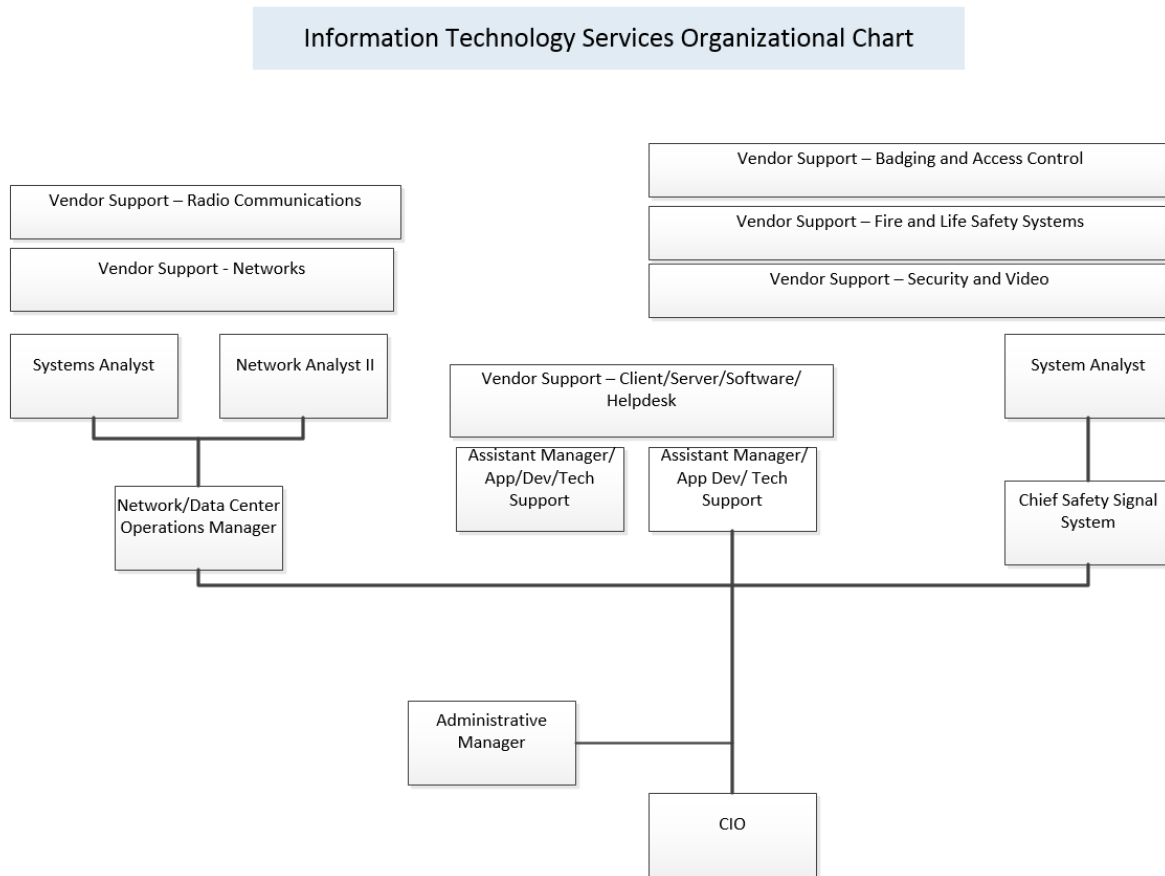 Information Technology Services Organizational Chart
Vendor Support – Badging and Access Control
Vendor Support – Radio Communications
Vendor Support – Fire and Life Safety Systems
Vendor Support - Networks
Vendor Support – Security and Video
Systems Analyst
Network Analyst II
System Analyst
Vendor Support – Client/Server/Software/
Helpdesk
Assistant Manager/
App/Dev/Tech
Support
Assistant Manager/
App Dev/ Tech
Support
Network/Data Center
Operations Manager
Chief Safety Signal
System
Administrative
Manager
CIO